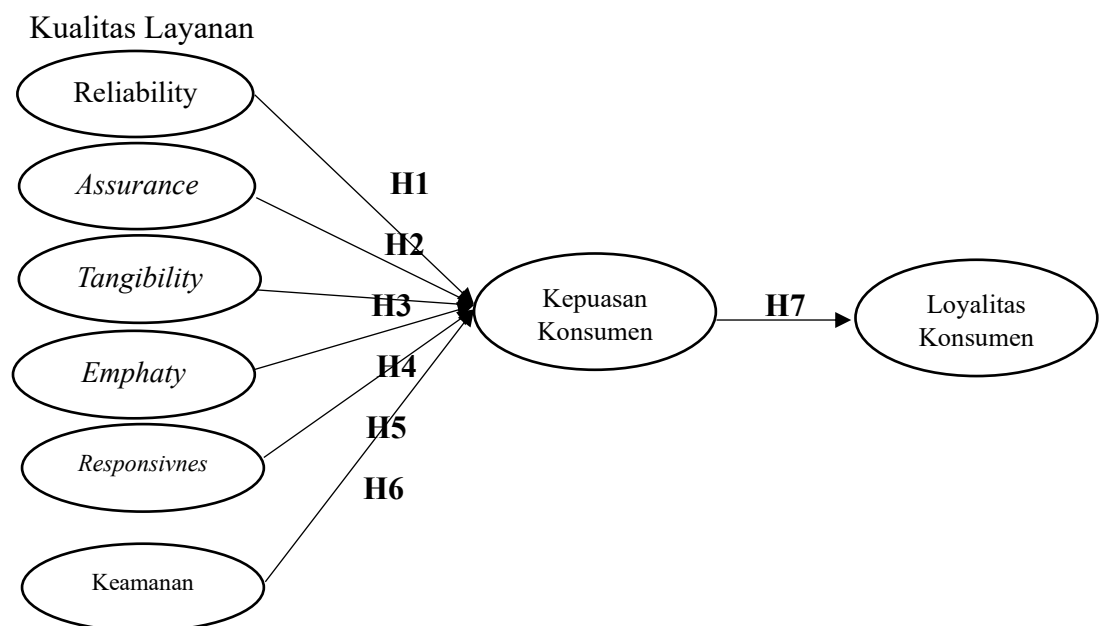 Kualitas Layanan
Reliability
Assurance
Tangibility
Emphaty
Responsivnes
Keamanan
H1
H2
H3
H4
H5
H6
Kepuasan
Konsumen
H7
Loyalitas
Konsumen